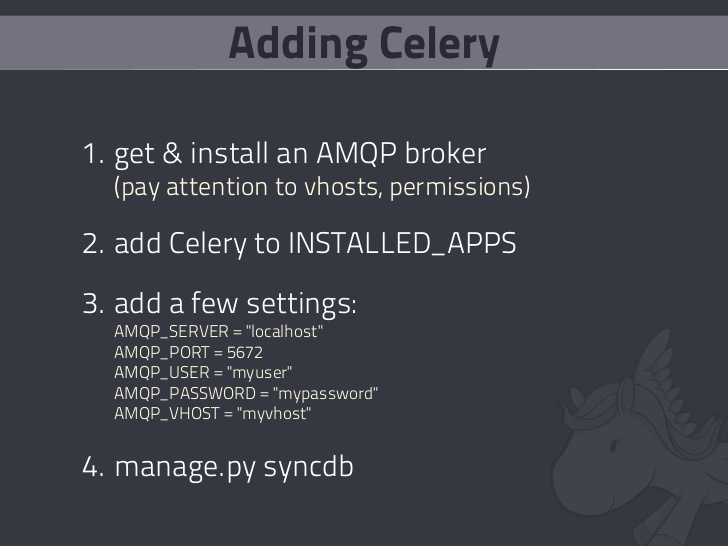 Adding Celery
1. get & install an AMQP broker
(pay attention to vhosts, permissions)
2. add Celery to INSTALLED_APPS
3. add a few settings:
AMQP_SERVER = "localhost"
AMQP_PORT = 5672
AMQP_USER = "myuser"
AMQP_PASSWORD = "mypassword"
AMQP_VHOST = "myvhost"
4. manage.py syncdb